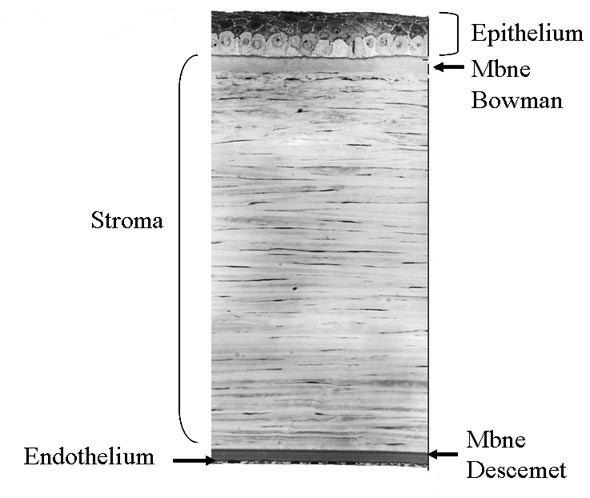 Epithelium
Mbne
Bowman
Stroma
Mbne
Descemet
Endothelium